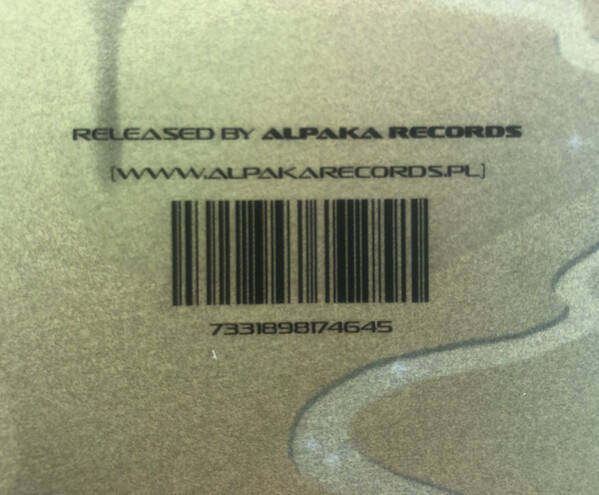 RELEASED BY ALPAKA RECORDS
[WWW.ALPAKARECORDS.PL]
7331898174645